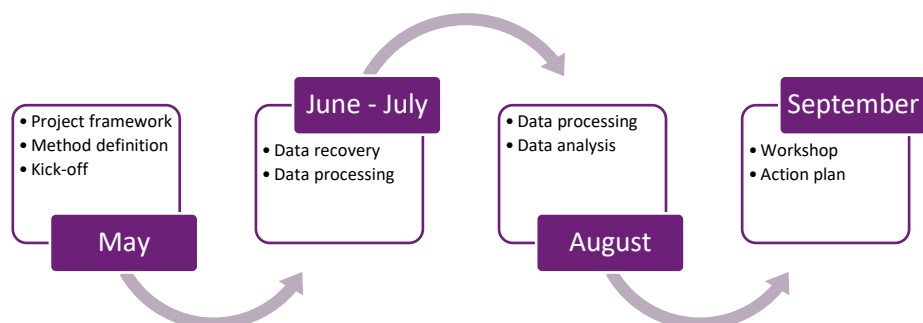 • Project framework
• Method definition
• Kick-off
May
June - July
• Data recovery
• Data processing
• Data processing
• Data analysis
August
September
• Workshop
• Action plan